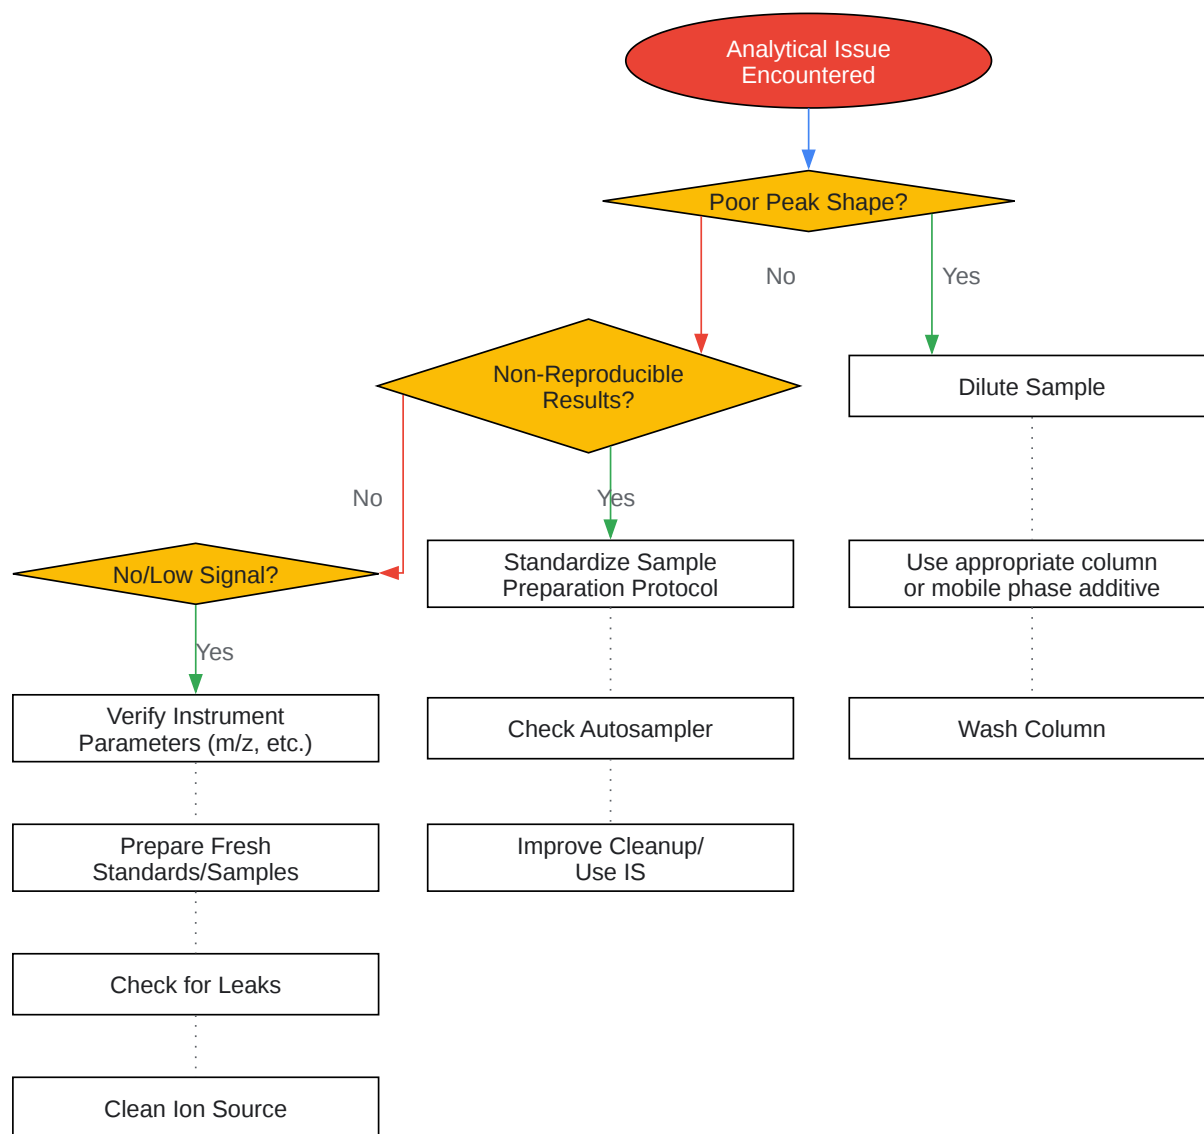 Analytical Issue
Encountered
Poor Peak Shape?
No
Yes
Non-Reproducible
Results?
Dilute Sample
No
Yes
No/Low Signal?
Standardize Sample
Preparation Protocol
Use appropriate column
or mobile phase additive
Yes
Verify Instrument
Parameters (m/z, etc.)
Check Autosampler
Wash Column
Prepare Fresh
Standards/Samples
Improve Cleanup/
Use IS
Check for Leaks
Clean Ion Source